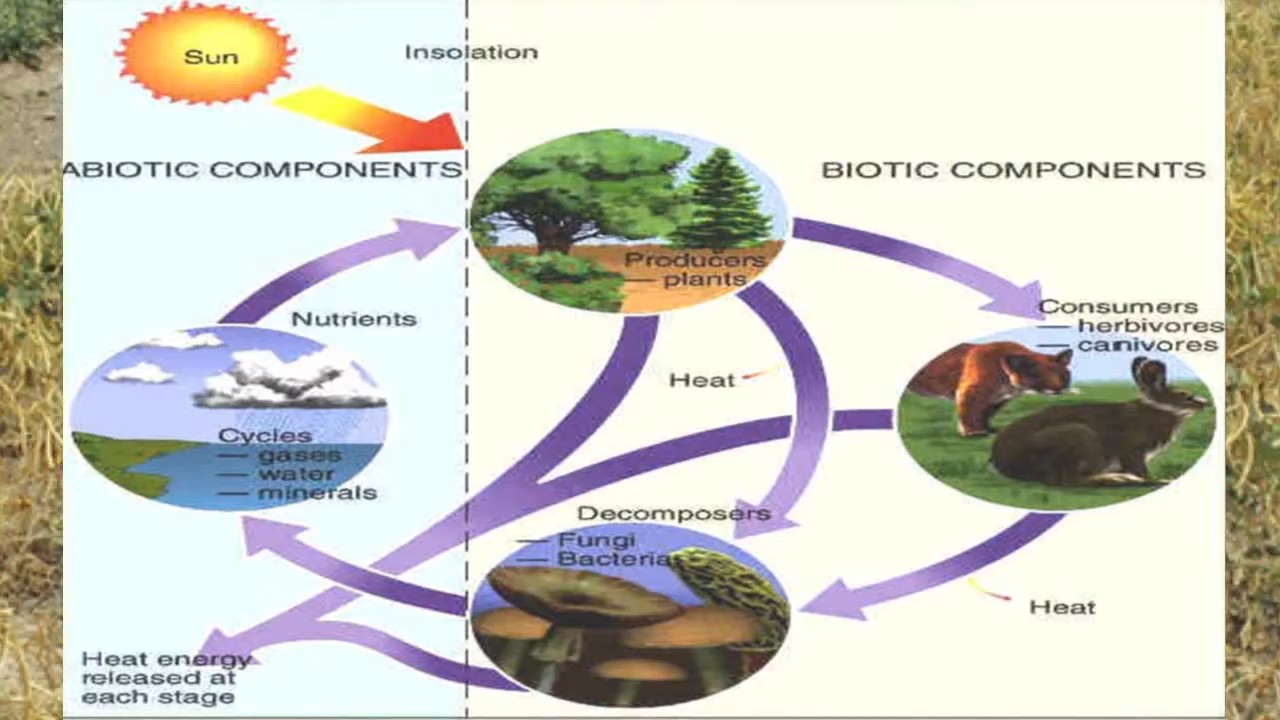 Sun
Insolation
ABIOTIC COMPONENTS
BIOTIC COMPONENTS
Producers
— plants
Consumers
— herbivores
— carnivores
Nutrients
Heat
Cycles
— gases
— water
— minerals
Decomposers
— Fungi
— Bacteria
Heat
Heat energy
released at
each stage